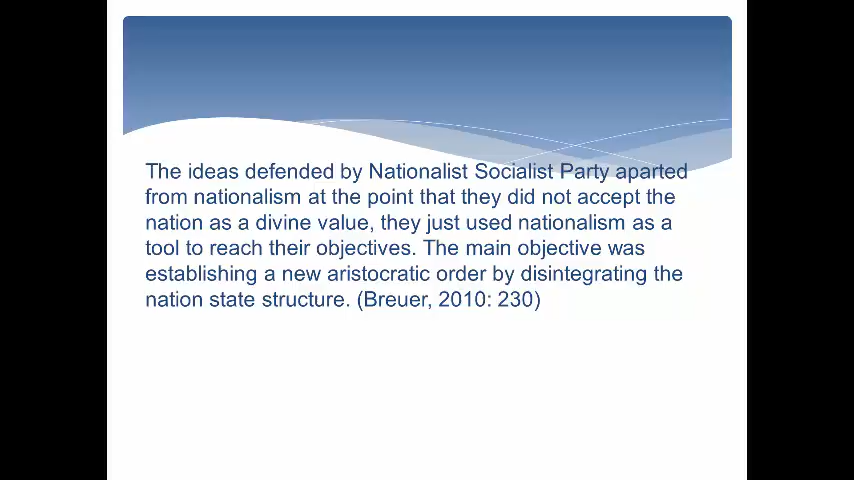 The ideas defended by Nationalist Socialist Party aparted
from nationalism at the point that they did not accept the
nation as a divine value, they just used nationalism as a
tool to reach their objectives. The main objective was
establishing a new aristocratic order by disintegrating the
nation state structure. (Breuer, 2010: 230)